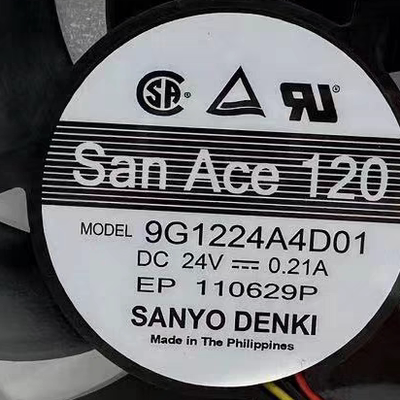 San Ace 120
MODEL 9G1224A4D01
DC 24V ⎓ 0.21A
EP 110629P
SANYO DENKI
Made in The Philippines